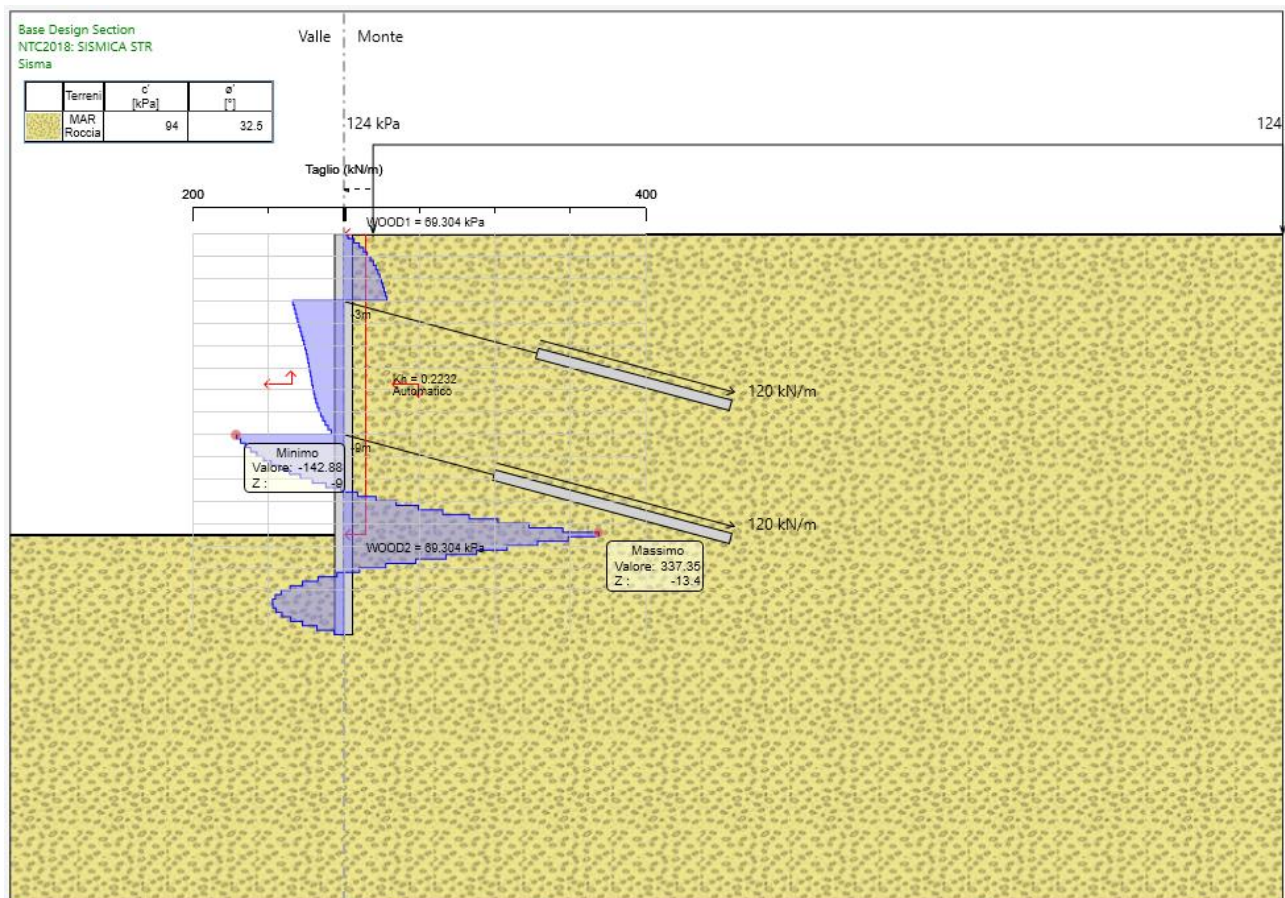 Base Design Section
NTC2018: SISMICA STR
Sisma
Valle
Monte
Terreni
c'
[kPa]
ø'
[°]
MAR
Roccia
94
32.5
124 kPa
124
Taglio (kN/m)
200
400
WOOD1 = 69.304 kPa
-3m
Kh = 0.2232
Automatico
120 kN/m
-9m
Minimo
Valore: -142.88
Z : -9
120 kN/m
WOOD2 = 69.304 kPa
Massimo
Valore: 337.35
Z : -13.4